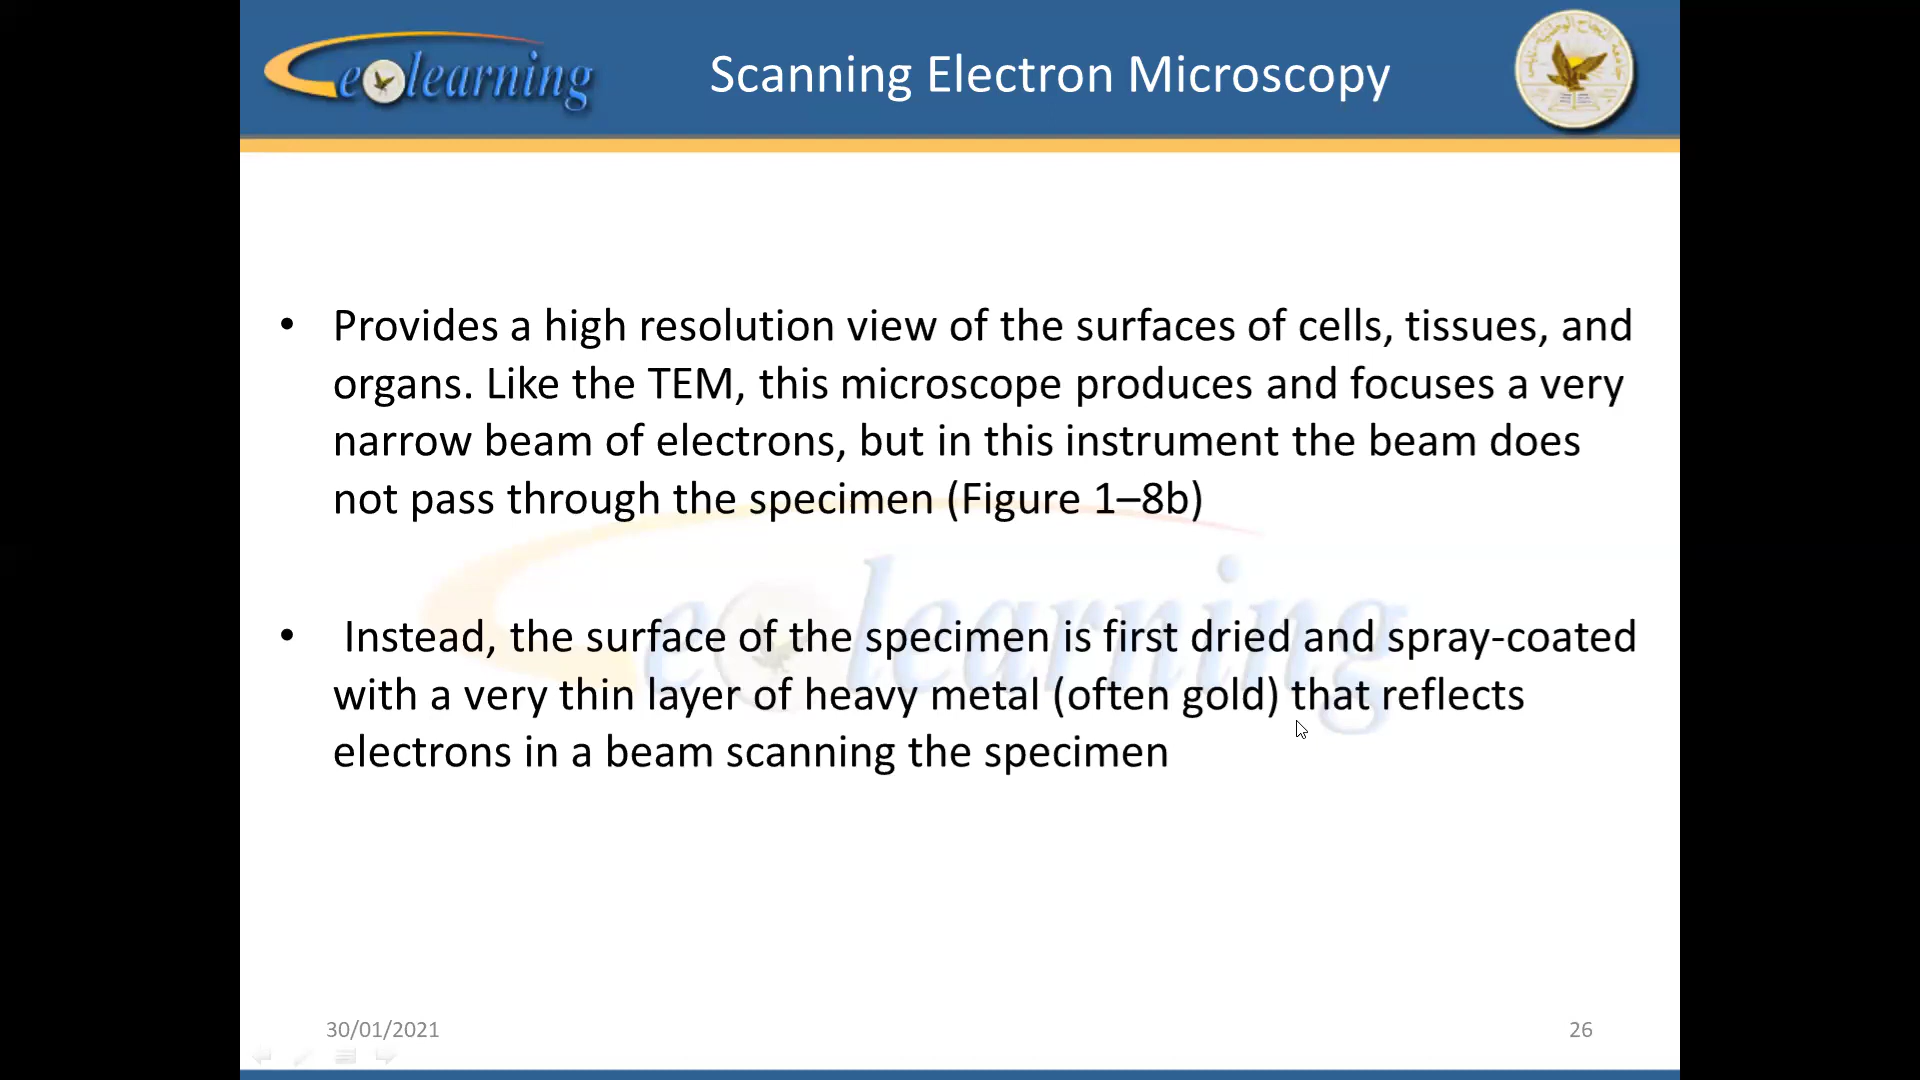 elearning
Scanning Electron Microscopy
• Provides a high resolution view of the surfaces of cells, tissues, and
organs. Like the TEM, this microscope produces and focuses a very
narrow beam of electrons, but in this instrument the beam does
not pass through the specimen (Figure 1–8b)
• Instead, the surface of the specimen is first dried and spray-coated
with a very thin layer of heavy metal (often gold) that reflects
electrons in a beam scanning the specimen
elearning
30/01/2021
26